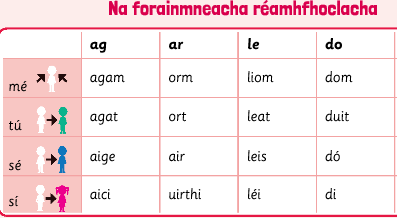 Na forainmneacha réamhfhoclacha
ag ar le do
mé agam orm liom dom
tú agat ort leat duit
sé aige air leis dó
sí aici uirthi léi di